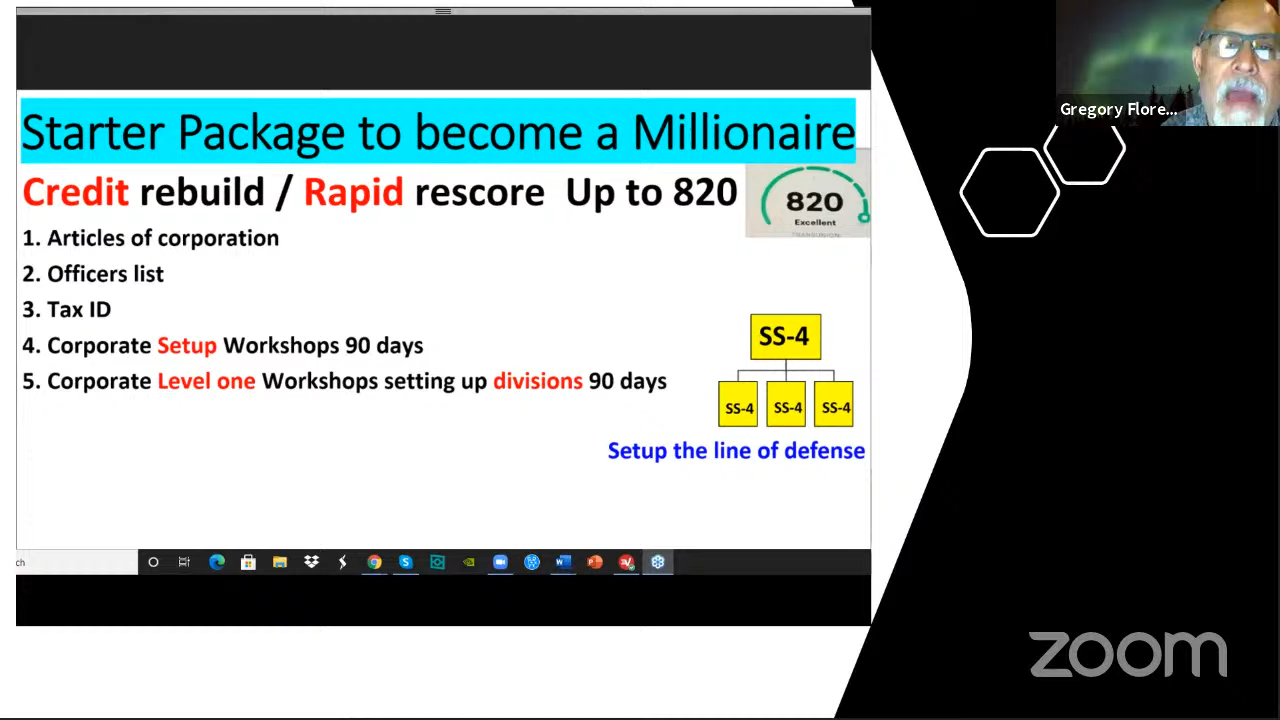 Starter Package to become a Millionaire
Credit rebuild / Rapid rescore Up to 820
820
Excellent
1. Articles of corporation
2. Officers list
3. Tax ID
4. Corporate Setup Workshops 90 days
5. Corporate Level one Workshops setting up divisions 90 days
SS-4
SS-4 SS-4 SS-4
Setup the line of defense
ch
Gregory Flore...
zoom